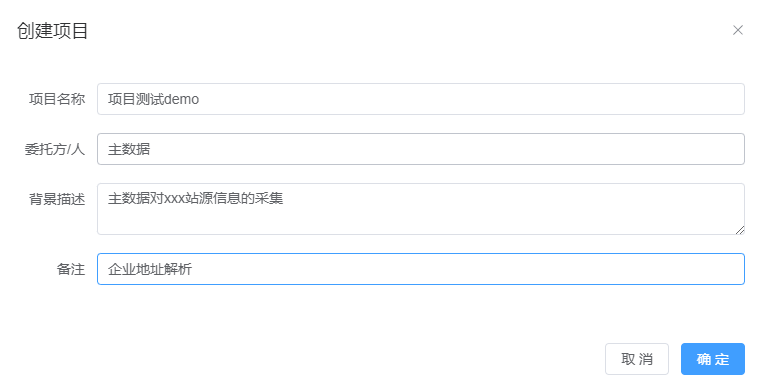 创建项目
项目名称 项目测试demo
委托方/人 主数据
背景描述 主数据对xxx站源信息的采集
备注 企业地址解析
取 消 确 定